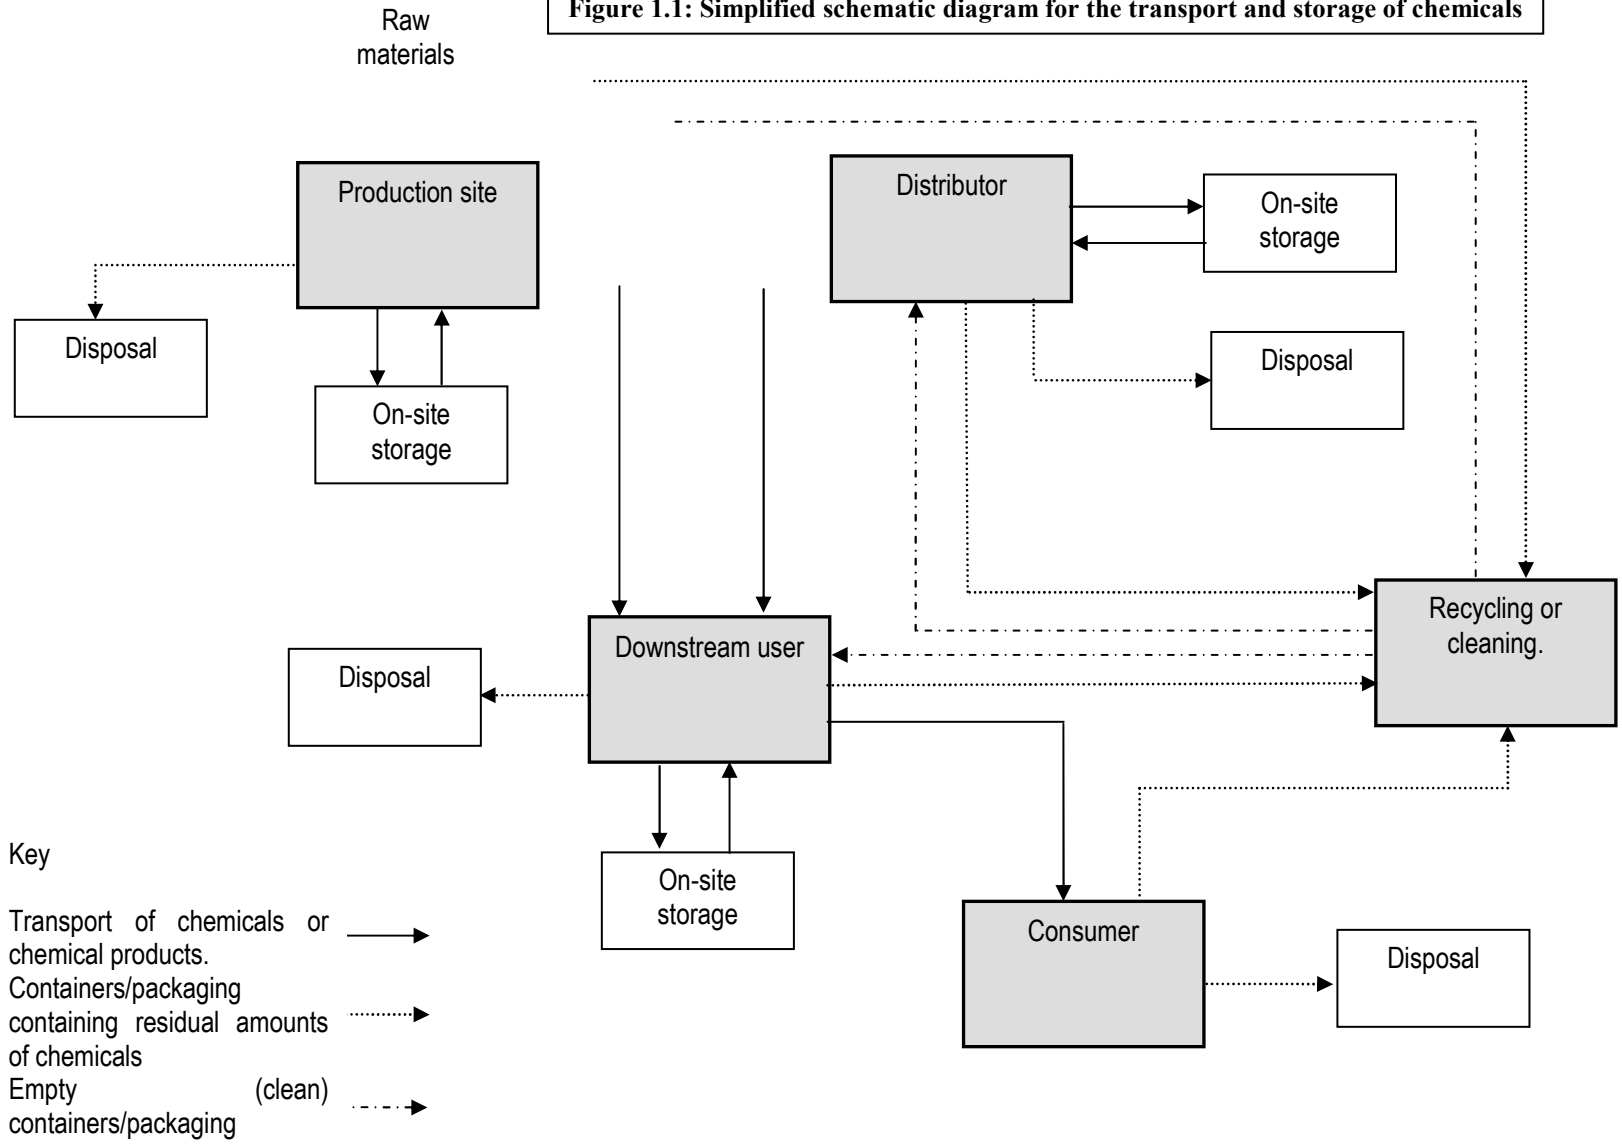 Figure 1.1: Simplified schematic diagram for the transport and storage of chemicals
Raw
materials
Production site
Distributor
On-site
storage
Disposal
Disposal
On-site
storage
Recycling or
cleaning.
Downstream user
Disposal
On-site
storage
Consumer
Disposal
Key
Transport of chemicals or
chemical products.
Containers/packaging
containing residual amounts
of chemicals
Empty (clean)
containers/packaging